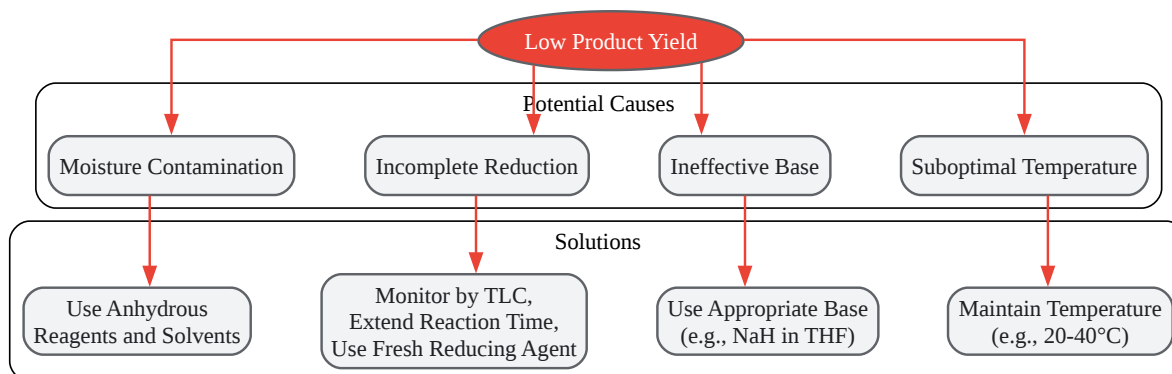 Low Product Yield
Potential Causes
Moisture Contamination
Incomplete Reduction
Ineffective Base
Suboptimal Temperature
Solutions
Use Anhydrous
Reagents and Solvents
Monitor by TLC,
Extend Reaction Time,
Use Fresh Reducing Agent
Use Appropriate Base
(e.g., NaH in THF)
Maintain Temperature
(e.g., 20-40°C)